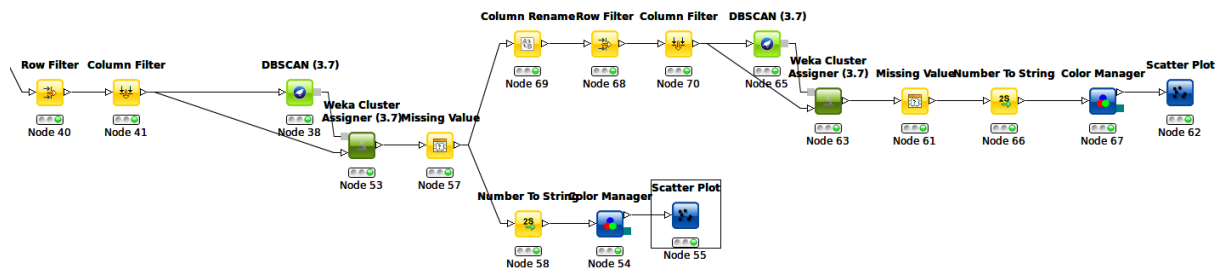 Column Rename Row Filter Column Filter DBSCAN (3.7)
Node 69 Node 68 Node 70 Node 65
Row Filter Column Filter DBSCAN (3.7)
Node 40 Node 41 Node 38
Weka Cluster
Assigner (3.7) Missing Value
Node 53 Node 57
Weka Cluster
Assigner (3.7) Missing Value Number To String Color Manager Scatter Plot
Node 63 Node 61 Node 66 Node 67 Node 62
Number To String Color Manager Scatter Plot
2S
2S
Node 58 Node 54 Node 55